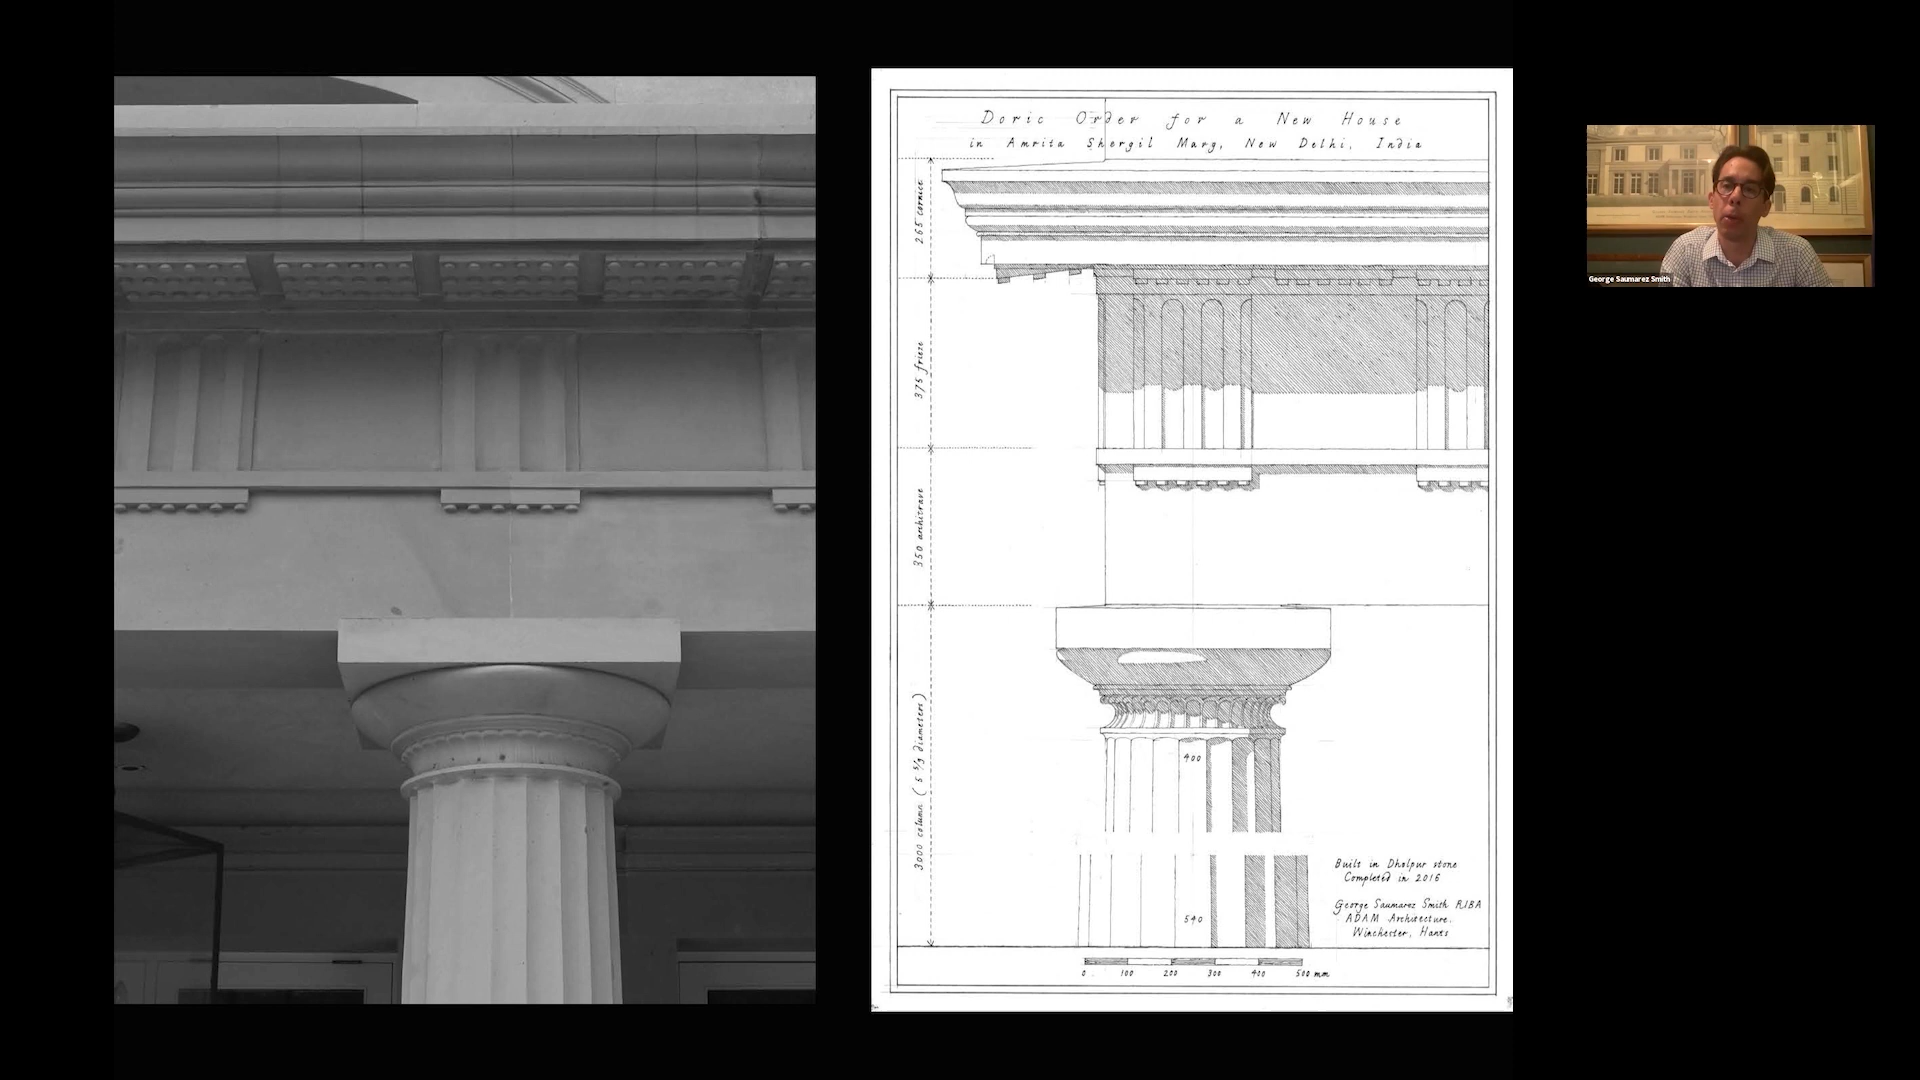 Doric Order for a New House
in Amrita Shergil Marg, New Delhi, India
265 cornice
375 frieze
350 architrave
3000 column (5 5/9 diameters)
400
540
Built in Dholpur stone
Completed in 2016
George Saumarez Smith RIBA
ADAM Architecture,
Winchester, Hants
0 100 200 300 400 500 mm
George Saumarez Smith